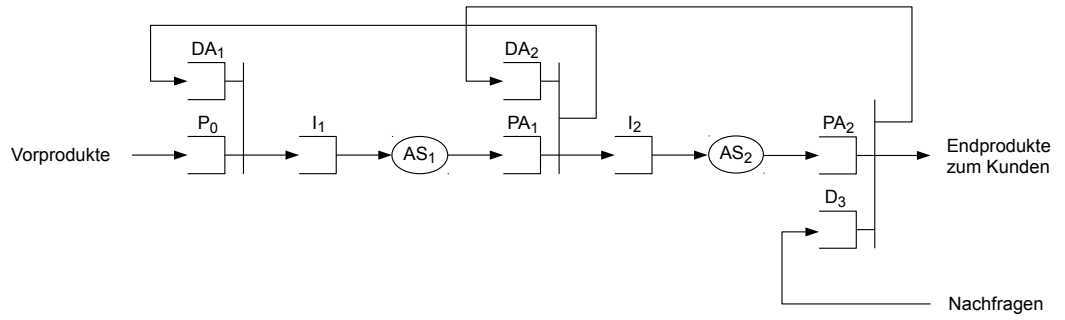 DA₁
DA₂
P₀
I₁
PA₁
I₂
PA₂
Vorprodukte
AS₁
AS₂
Endprodukte
zum Kunden
D₃
Nachfragen